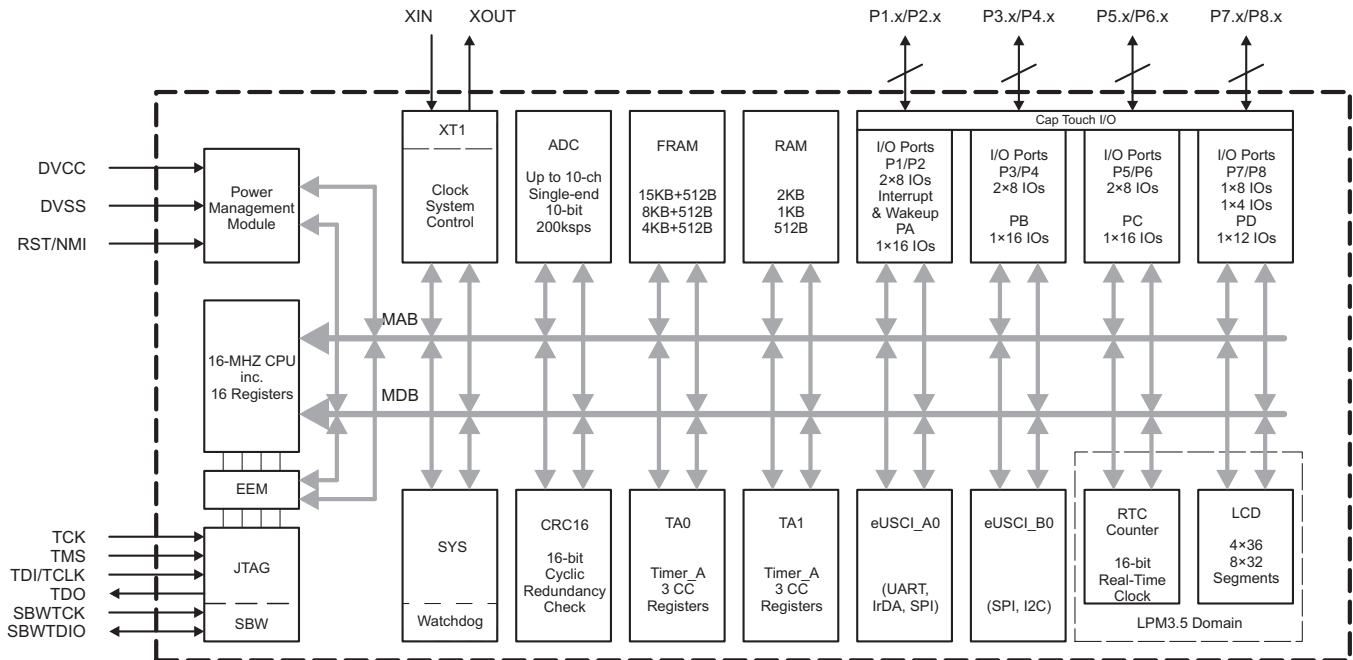 XIN
XOUT
P1.x/P2.x
P3.x/P4.x
P5.x/P6.x
P7.x/P8.x
DVCC
DVSS
RST/NMI
Power
Management
Module
XT1
Clock
System
Control
ADC
Up to 10-ch
Single-end
10-bit
200ksps
FRAM
15KB+512B
8KB+512B
4KB+512B
RAM
2KB
1KB
512B
Cap Touch I/O
I/O Ports
P1/P2
2×8 IOs
Interrupt
& Wakeup
PA
1×16 IOs
I/O Ports
P3/P4
2×8 IOs
PB
1×16 IOs
I/O Ports
P5/P6
2×8 IOs
PC
1×16 IOs
I/O Ports
P7/P8
1×8 IOs
1×4 IOs
PD
1×12 IOs
MAB
16-MHZ CPU
inc.
16 Registers
MDB
EEM
TCK
TMS
TDI/TCLK
TDO
SBWTCK
SBWTDIO
JTAG
SBW
SYS
Watchdog
CRC16
16-bit
Cyclic
Redundancy
Check
TA0
Timer_A
3 CC
Registers
TA1
Timer_A
3 CC
Registers
eUSCI_A0
(UART,
IrDA, SPI)
eUSCI_B0
(SPI, I2C)
RTC
Counter
16-bit
Real-Time
Clock
LCD
4×36
8×32
Segments
LPM3.5 Domain